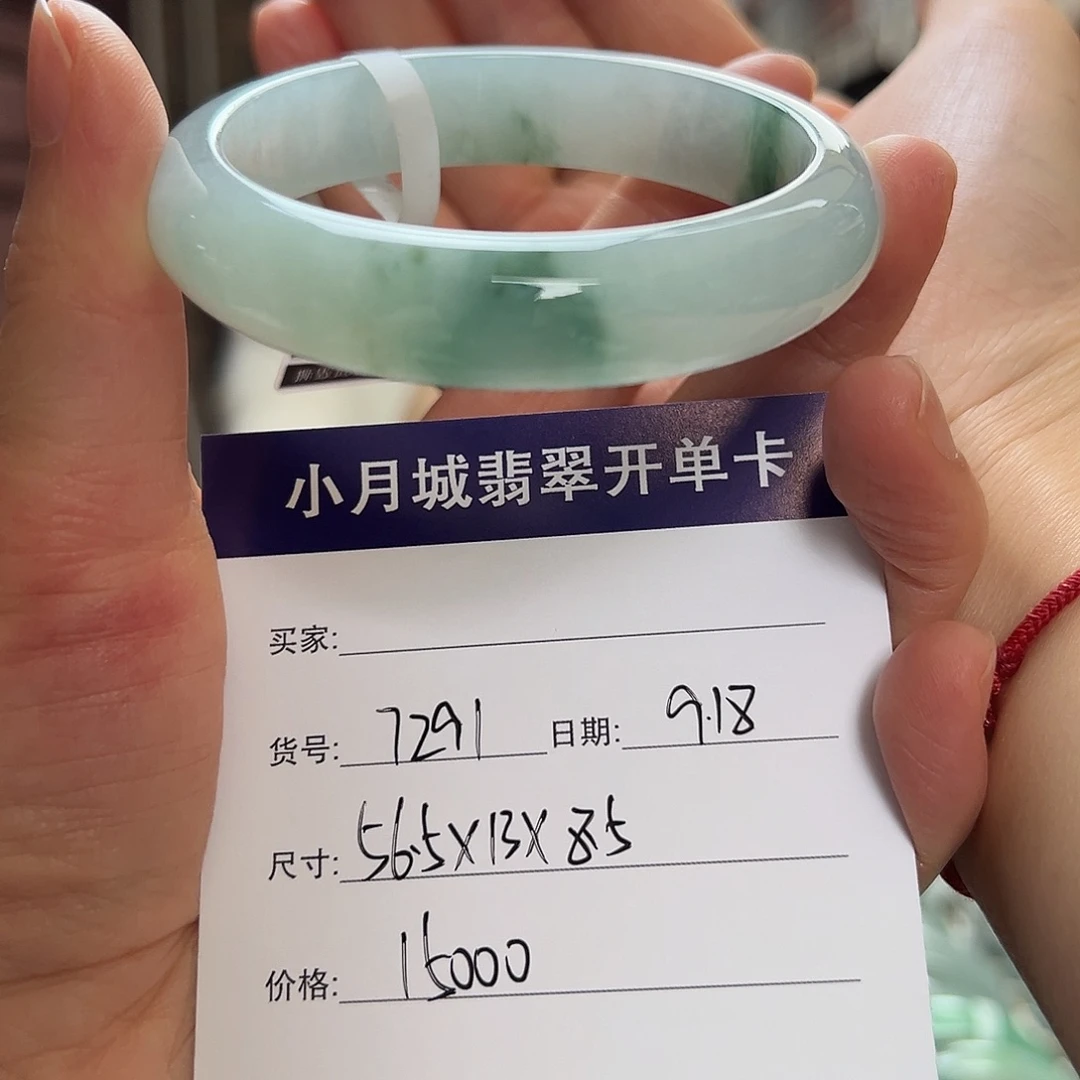 小月城翡翠开单卡
买家:
货号: 7291 日期: 9.18
尺寸: 56.5X13X8.5
价格: 15000